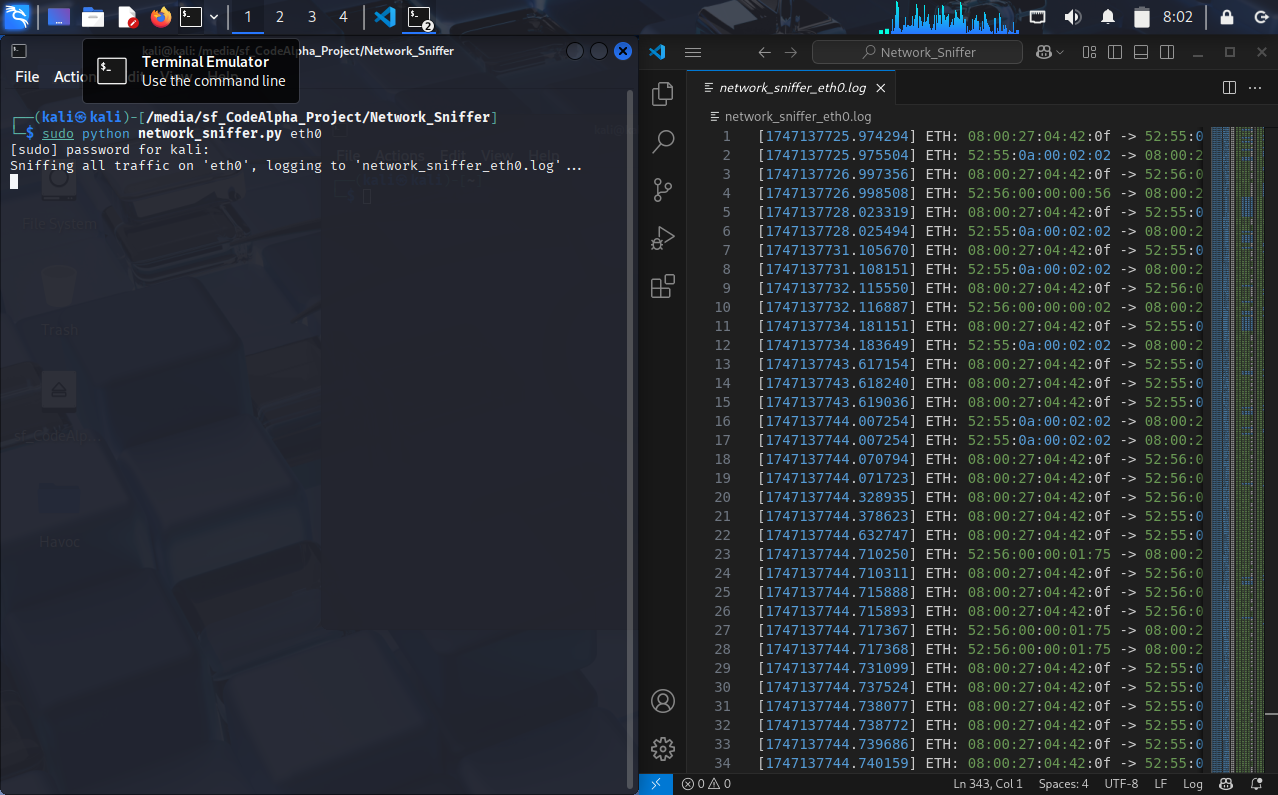 1 2 3 4
2
8:02
kali@kali: /media/sf_CodeAlpha_Project/Network_Sniffer
File Actions Edit View Help
Terminal Emulator
Use the command line
┌──(kali㉿kali)-[/media/sf_CodeAlpha_Project/Network_Sniffer]
└─$ sudo python network_sniffer.py eth0
[sudo] password for kali:
Sniffing all traffic on 'eth0', logging to 'network_sniffer_eth0.log'...
File Actions Edit View Help
File System
Trash
sf_CodeAlp
Havoc
Network_Sniffer
network_sniffer_eth0.log
network_sniffer_eth0.log
1 [1747137725.974294] ETH: 08:00:27:04:42:0f -> 52:55:0
2 [1747137725.975504] ETH: 52:55:0a:00:02:02 -> 08:00:2
3 [1747137726.997356] ETH: 08:00:27:04:42:0f -> 52:56:0
4 [1747137726.998508] ETH: 52:56:00:00:00:56 -> 08:00:2
5 [1747137728.023319] ETH: 08:00:27:04:42:0f -> 52:55:0
6 [1747137728.025494] ETH: 52:55:0a:00:02:02 -> 08:00:2
7 [1747137731.105670] ETH: 08:00:27:04:42:0f -> 52:55:0
8 [1747137731.108151] ETH: 52:55:0a:00:02:02 -> 08:00:2
9 [1747137732.115550] ETH: 08:00:27:04:42:0f -> 52:56:0
10 [1747137732.116887] ETH: 52:56:00:00:00:02 -> 08:00:2
11 [1747137734.181151] ETH: 08:00:27:04:42:0f -> 52:55:0
12 [1747137734.183649] ETH: 52:55:0a:00:02:02 -> 08:00:2
13 [1747137743.617154] ETH: 08:00:27:04:42:0f -> 52:55:0
14 [1747137743.618240] ETH: 08:00:27:04:42:0f -> 52:55:0
15 [1747137743.619036] ETH: 08:00:27:04:42:0f -> 52:55:0
16 [1747137744.007254] ETH: 52:55:0a:00:02:02 -> 08:00:2
17 [1747137744.007254] ETH: 52:55:0a:00:02:02 -> 08:00:2
18 [1747137744.070794] ETH: 08:00:27:04:42:0f -> 52:56:0
19 [1747137744.071723] ETH: 08:00:27:04:42:0f -> 52:56:0
20 [1747137744.328935] ETH: 08:00:27:04:42:0f -> 52:56:0
21 [1747137744.378623] ETH: 08:00:27:04:42:0f -> 52:55:0
22 [1747137744.632747] ETH: 08:00:27:04:42:0f -> 52:55:0
23 [1747137744.710250] ETH: 52:56:00:00:01:75 -> 08:00:2
24 [1747137744.710311] ETH: 08:00:27:04:42:0f -> 52:56:0
25 [1747137744.715888] ETH: 08:00:27:04:42:0f -> 52:56:0
26 [1747137744.715893] ETH: 08:00:27:04:42:0f -> 52:56:0
27 [1747137744.717367] ETH: 52:56:00:00:01:75 -> 08:00:2
28 [1747137744.717368] ETH: 52:56:00:00:01:75 -> 08:00:2
29 [1747137744.731099] ETH: 08:00:27:04:42:0f -> 52:55:0
30 [1747137744.737524] ETH: 08:00:27:04:42:0f -> 52:55:0
31 [1747137744.738077] ETH: 08:00:27:04:42:0f -> 52:55:0
32 [1747137744.738772] ETH: 08:00:27:04:42:0f -> 52:55:0
33 [1747137744.739686] ETH: 08:00:27:04:42:0f -> 52:55:0
34 [1747137744.740159] ETH: 08:00:27:04:42:0f -> 52:55:0
0 0 Ln 343, Col 1 Spaces: 4 UTF-8 LF Log